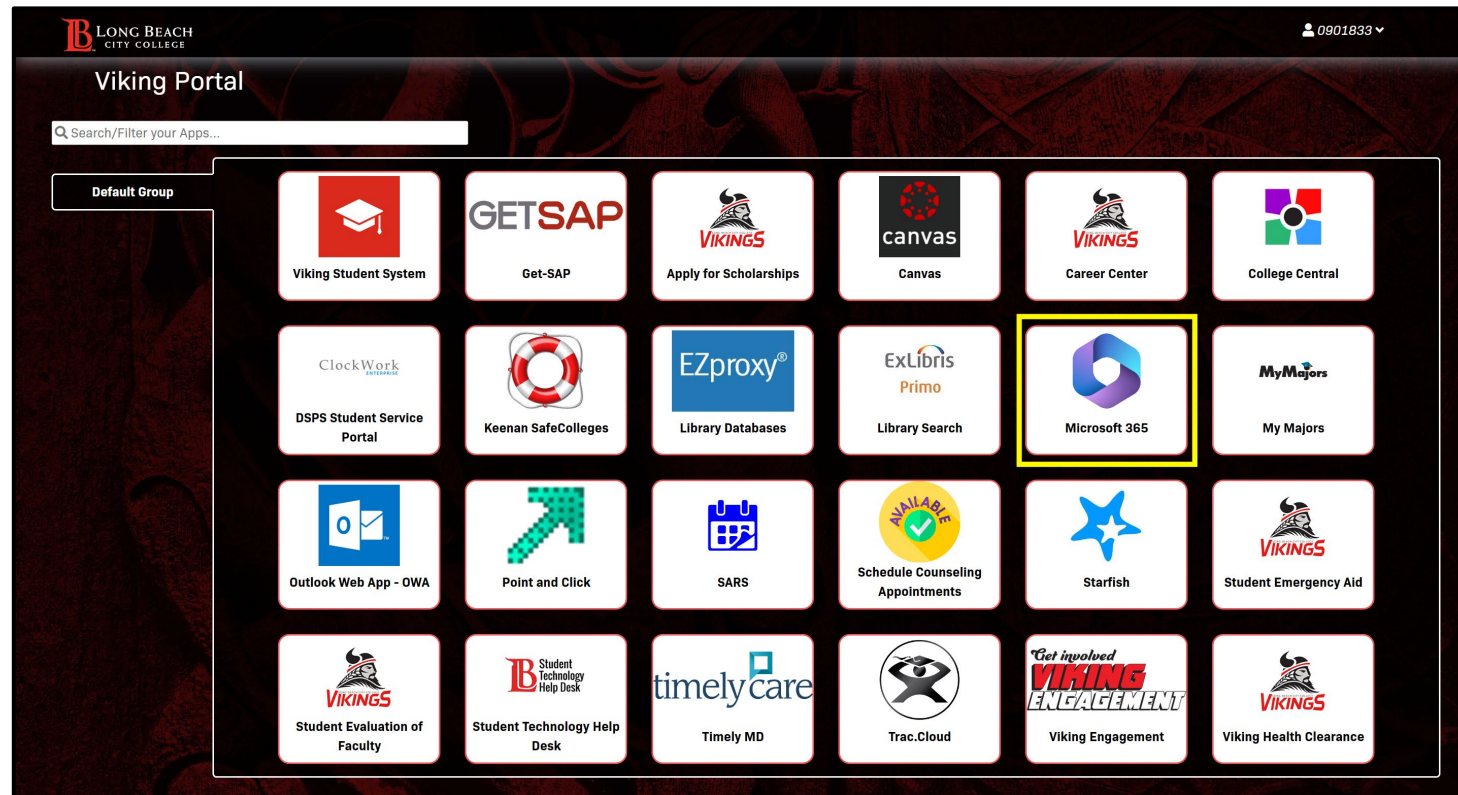 LONG BEACH
CITY COLLEGE
0901833
Viking Portal
Search/Filter your Apps...
Default Group
Viking Student System
GETSAP
Get-SAP
VIKINGS
Apply for Scholarships
canvas
Canvas
VIKINGS
Career Center
College Central
ClockWork
ENTERPRISE
DSPS Student Service
Portal
Keenan SafeColleges
EZproxy®
Library Databases
ExLibris
Primo
Library Search
Microsoft 365
MyMajors
My Majors
O
Outlook Web App - OWA
Point and Click
SARS
AVAILABLE
Schedule Counseling
Appointments
Starfish
VIKINGS
Student Emergency Aid
VIKINGS
Student Evaluation of
Faculty
LB Student
Technology
Help Desk
Student Technology Help
Desk
timely care
Timely MD
Trac.Cloud
Get involved
VIKING
ENGAGEMENT
Viking Engagement
VIKINGS
Viking Health Clearance